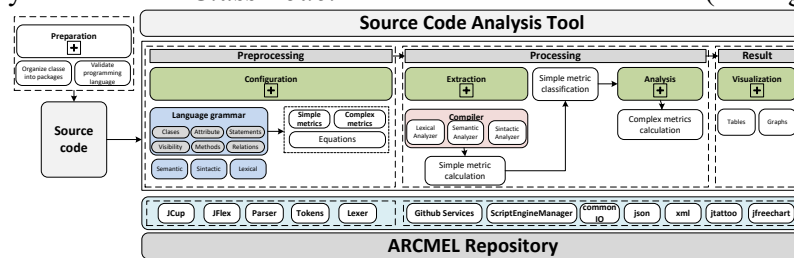 Source Code Analysis Tool
Preparation
Organize classe
into packages
Validate
programming
language
Source
code
Preprocessing
Configuration
Language grammar
Classes
Attribute
Statements
Visibility
Methods
Relations
Semantic
Sintactic
Lexical
Simple
metrics
Complex
metrics
Equations
Processing
Extraction
Compiler
Lexical
Analyzer
Semantic
Analyzer
Sintactic
Analyzer
Simple metric
calculation
Simple metric
classification
Analysis
Complex metrics
calculation
Result
Visualization
Tables
Graphs
JCup
JFlex
Parser
Tokens
Lexer
Github Services
ScriptEngineManager
common
IO
json
xml
jtattoo
jfreechart
ARCMEL Repository